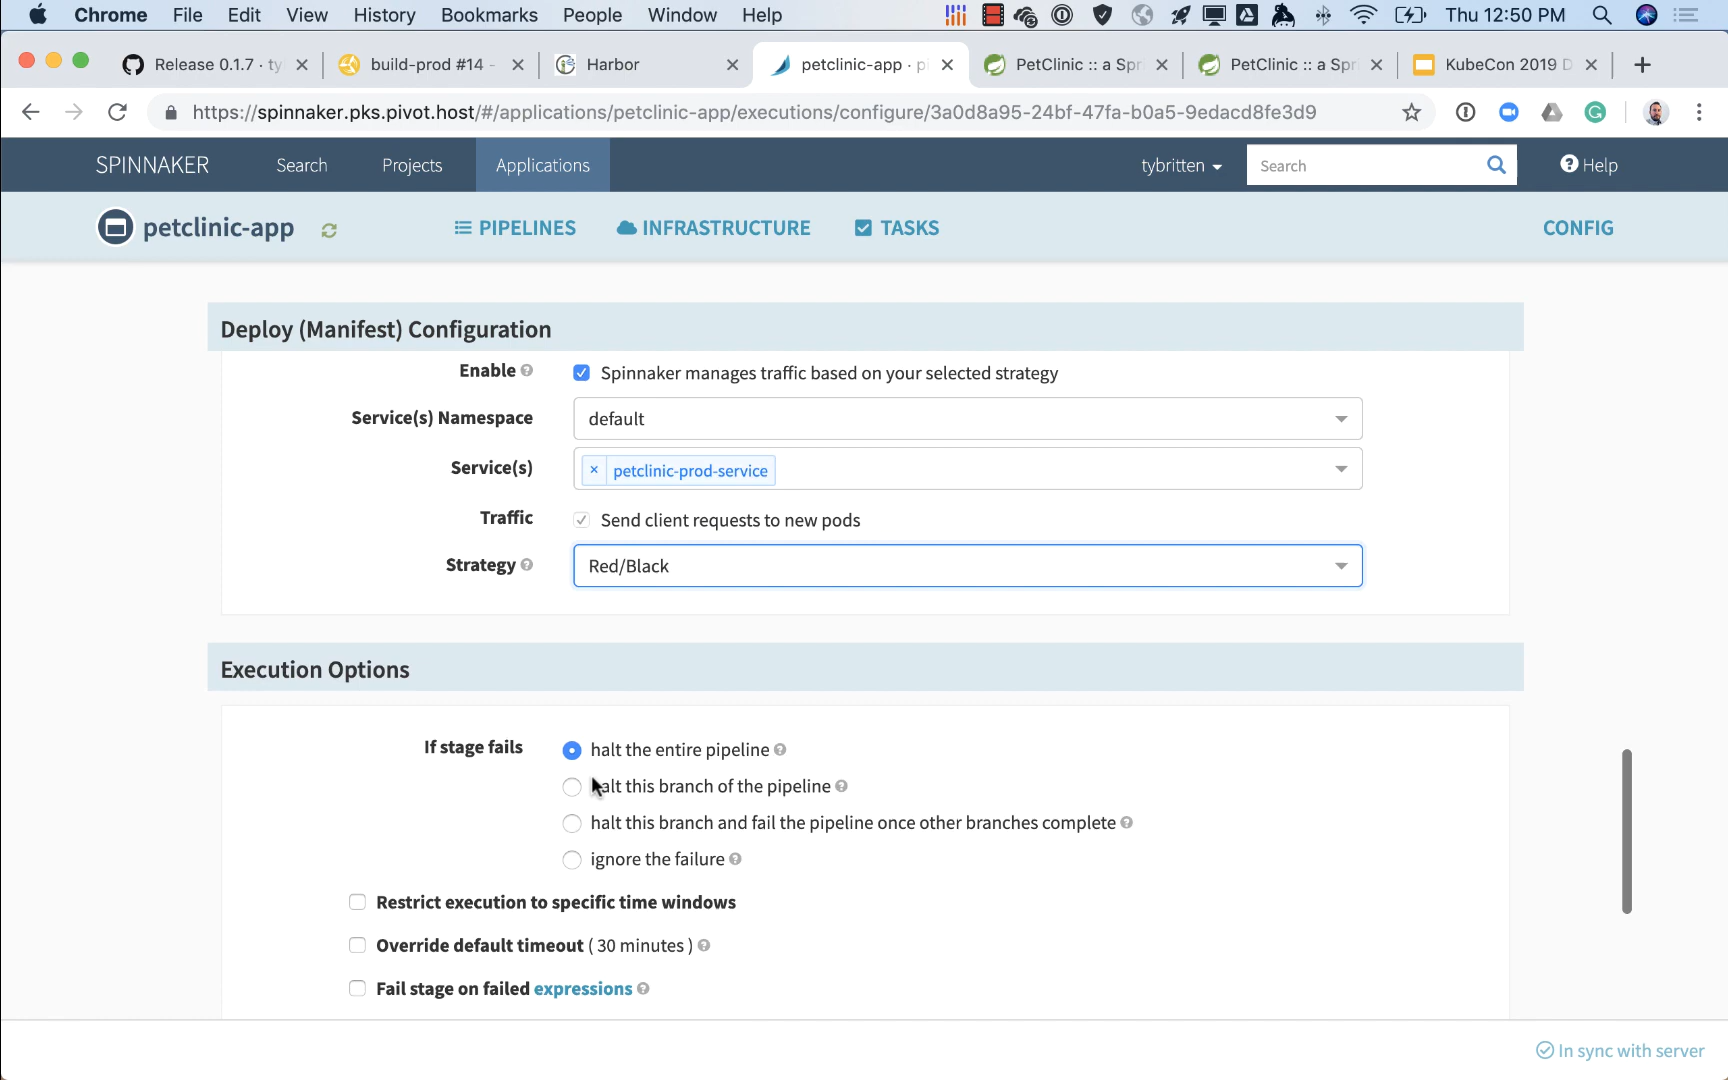 Chrome File Edit View History Bookmarks People Window Help Thu 12:50 PM
Release 0.1.7 · ty build-prod #14 - Harbor petclinic-app · pi PetClinic :: a Spr PetClinic :: a Spr KubeCon 2019 D
https://spinnaker.pks.pivot.host/#/applications/petclinic-app/executions/configure/3a0d8a95-24bf-47fa-b0a5-9edacd8fe3d9
SPINNAKER Search Projects Applications tybritten Search Help
petclinic-app PIPELINES INFRASTRUCTURE TASKS CONFIG
Deploy (Manifest) Configuration
Enable Spinnaker manages traffic based on your selected strategy
Service(s) Namespace default
Service(s) × petclinic-prod-service
Traffic Send client requests to new pods
Strategy Red/Black
Execution Options
If stage fails halt the entire pipeline
halt this branch of the pipeline
halt this branch and fail the pipeline once other branches complete
ignore the failure
Restrict execution to specific time windows
Override default timeout ( 30 minutes )
Fail stage on failed expressions
In sync with server